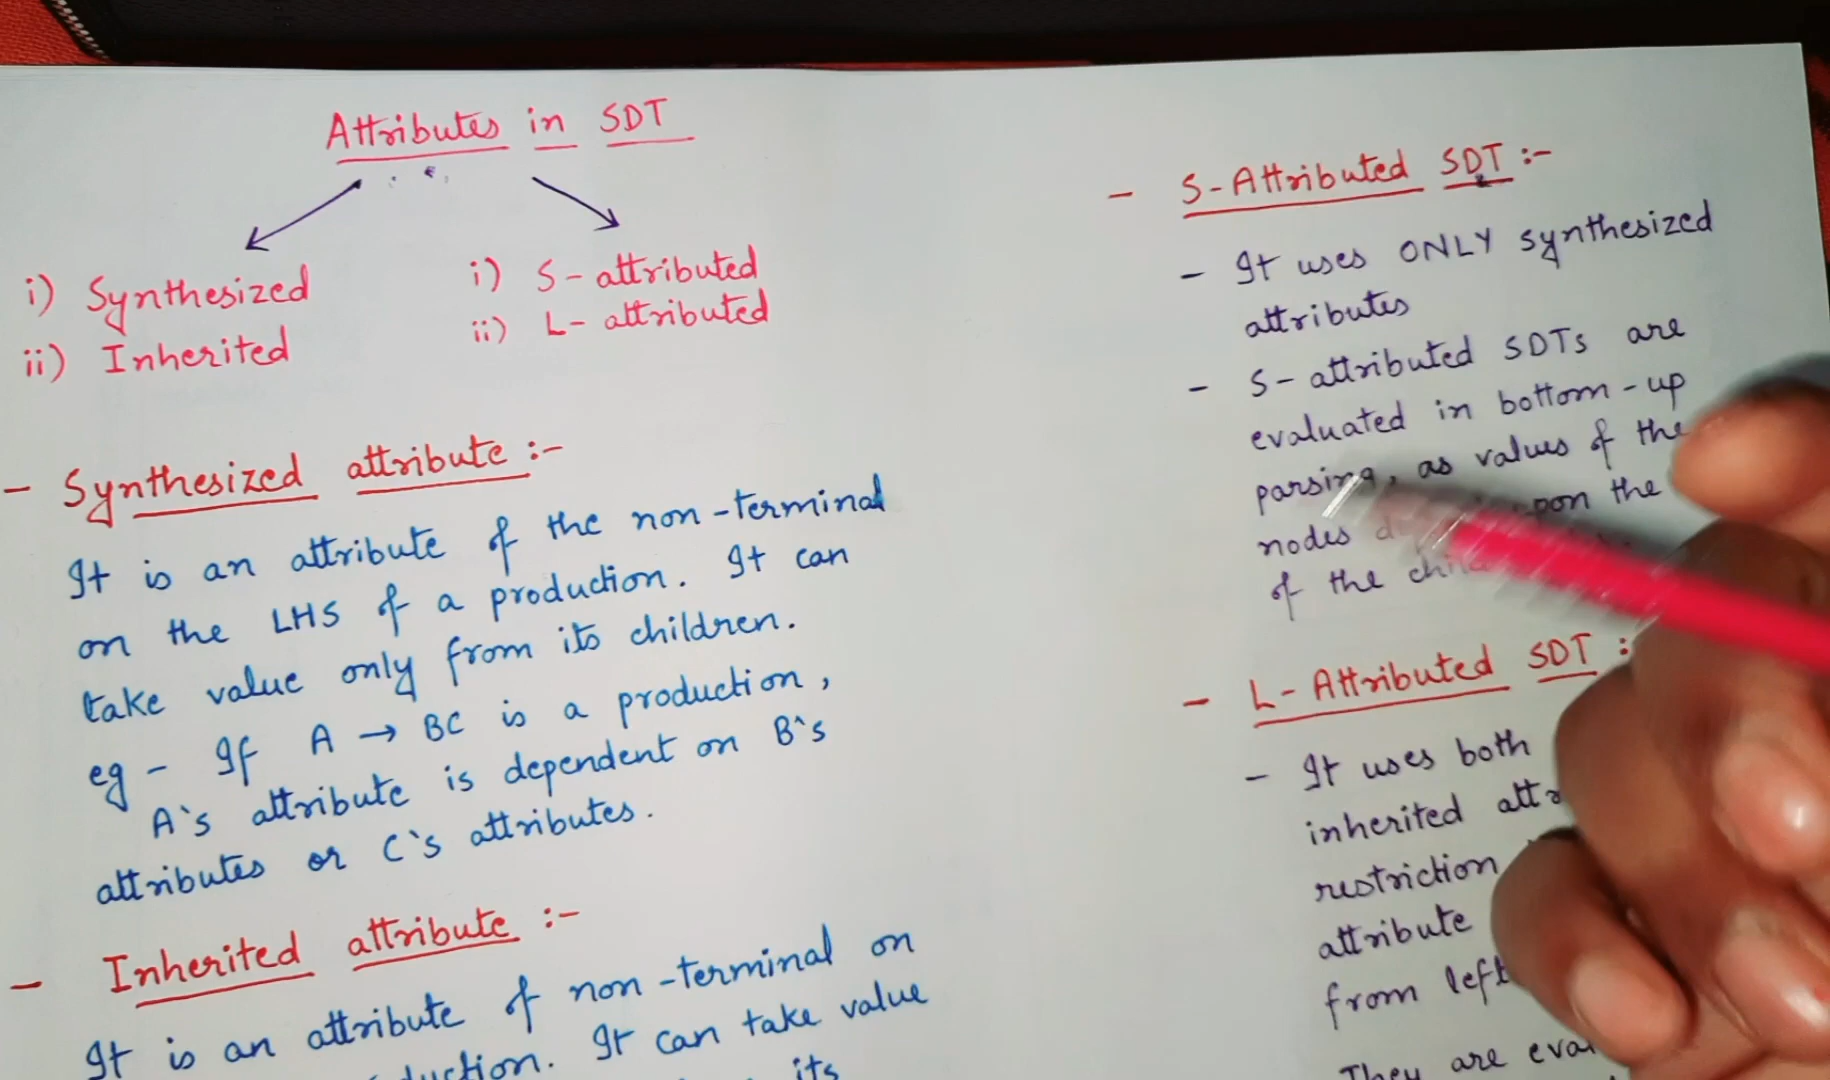 Attributes in SDT
i) Synthesized
ii) Inherited
i) S-attributed
ii) L-attributed
- Synthesized attribute :-
It is an attribute of the non-terminal
on the LHS of a production. It can
take value only from its children.
eg - If A → BC is a production,
A's attribute is dependent on B's
attributes or C's attributes.
- Inherited attribute :-
It is an attribute of non-terminal on
It can take value
its
- S-Attributed SDT :-
- It uses ONLY synthesized
attributes
- S-attributed SDTs are
evaluated in bottom-up
parsing, as values of the
nodes upon the
of the
- L-Attributed SDT :
- It uses both
inherited
restriction
attribute
from left
They are